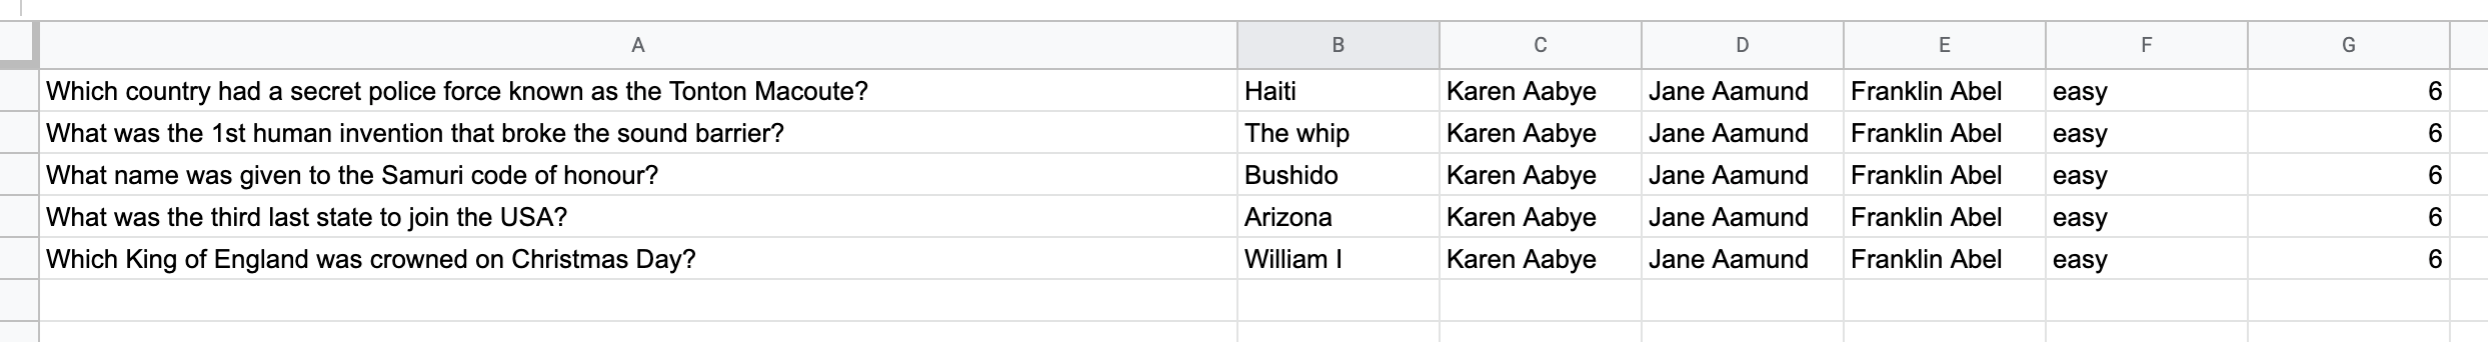 A B C D E F G
Which country had a secret police force known as the Tonton Macoute? Haiti Karen Aabye Jane Aamund Franklin Abel easy 6
What was the 1st human invention that broke the sound barrier? The whip Karen Aabye Jane Aamund Franklin Abel easy 6
What name was given to the Samuri code of honour? Bushido Karen Aabye Jane Aamund Franklin Abel easy 6
What was the third last state to join the USA? Arizona Karen Aabye Jane Aamund Franklin Abel easy 6
Which King of England was crowned on Christmas Day? William I Karen Aabye Jane Aamund Franklin Abel easy 6